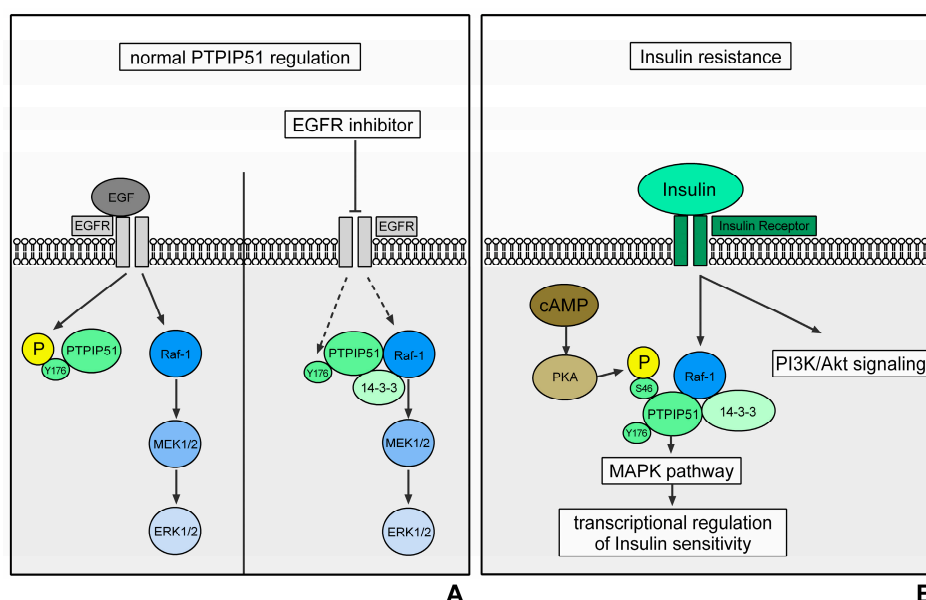 normal PTPIP51 regulation
EGFR inhibitor
EGF
EGFR
EGFR
P
PTPIP51
Y176
Raf-1
MEK1/2
ERK1/2
PTPIP51
Raf-1
Y176
14-3-3
MEK1/2
ERK1/2
A
Insulin resistance
Insulin
Insulin Receptor
cAMP
PKA
P
S46
Raf-1
PTPIP51
14-3-3
Y176
PI3K/Akt signaling
MAPK pathway
transcriptional regulation
of Insulin sensitivity